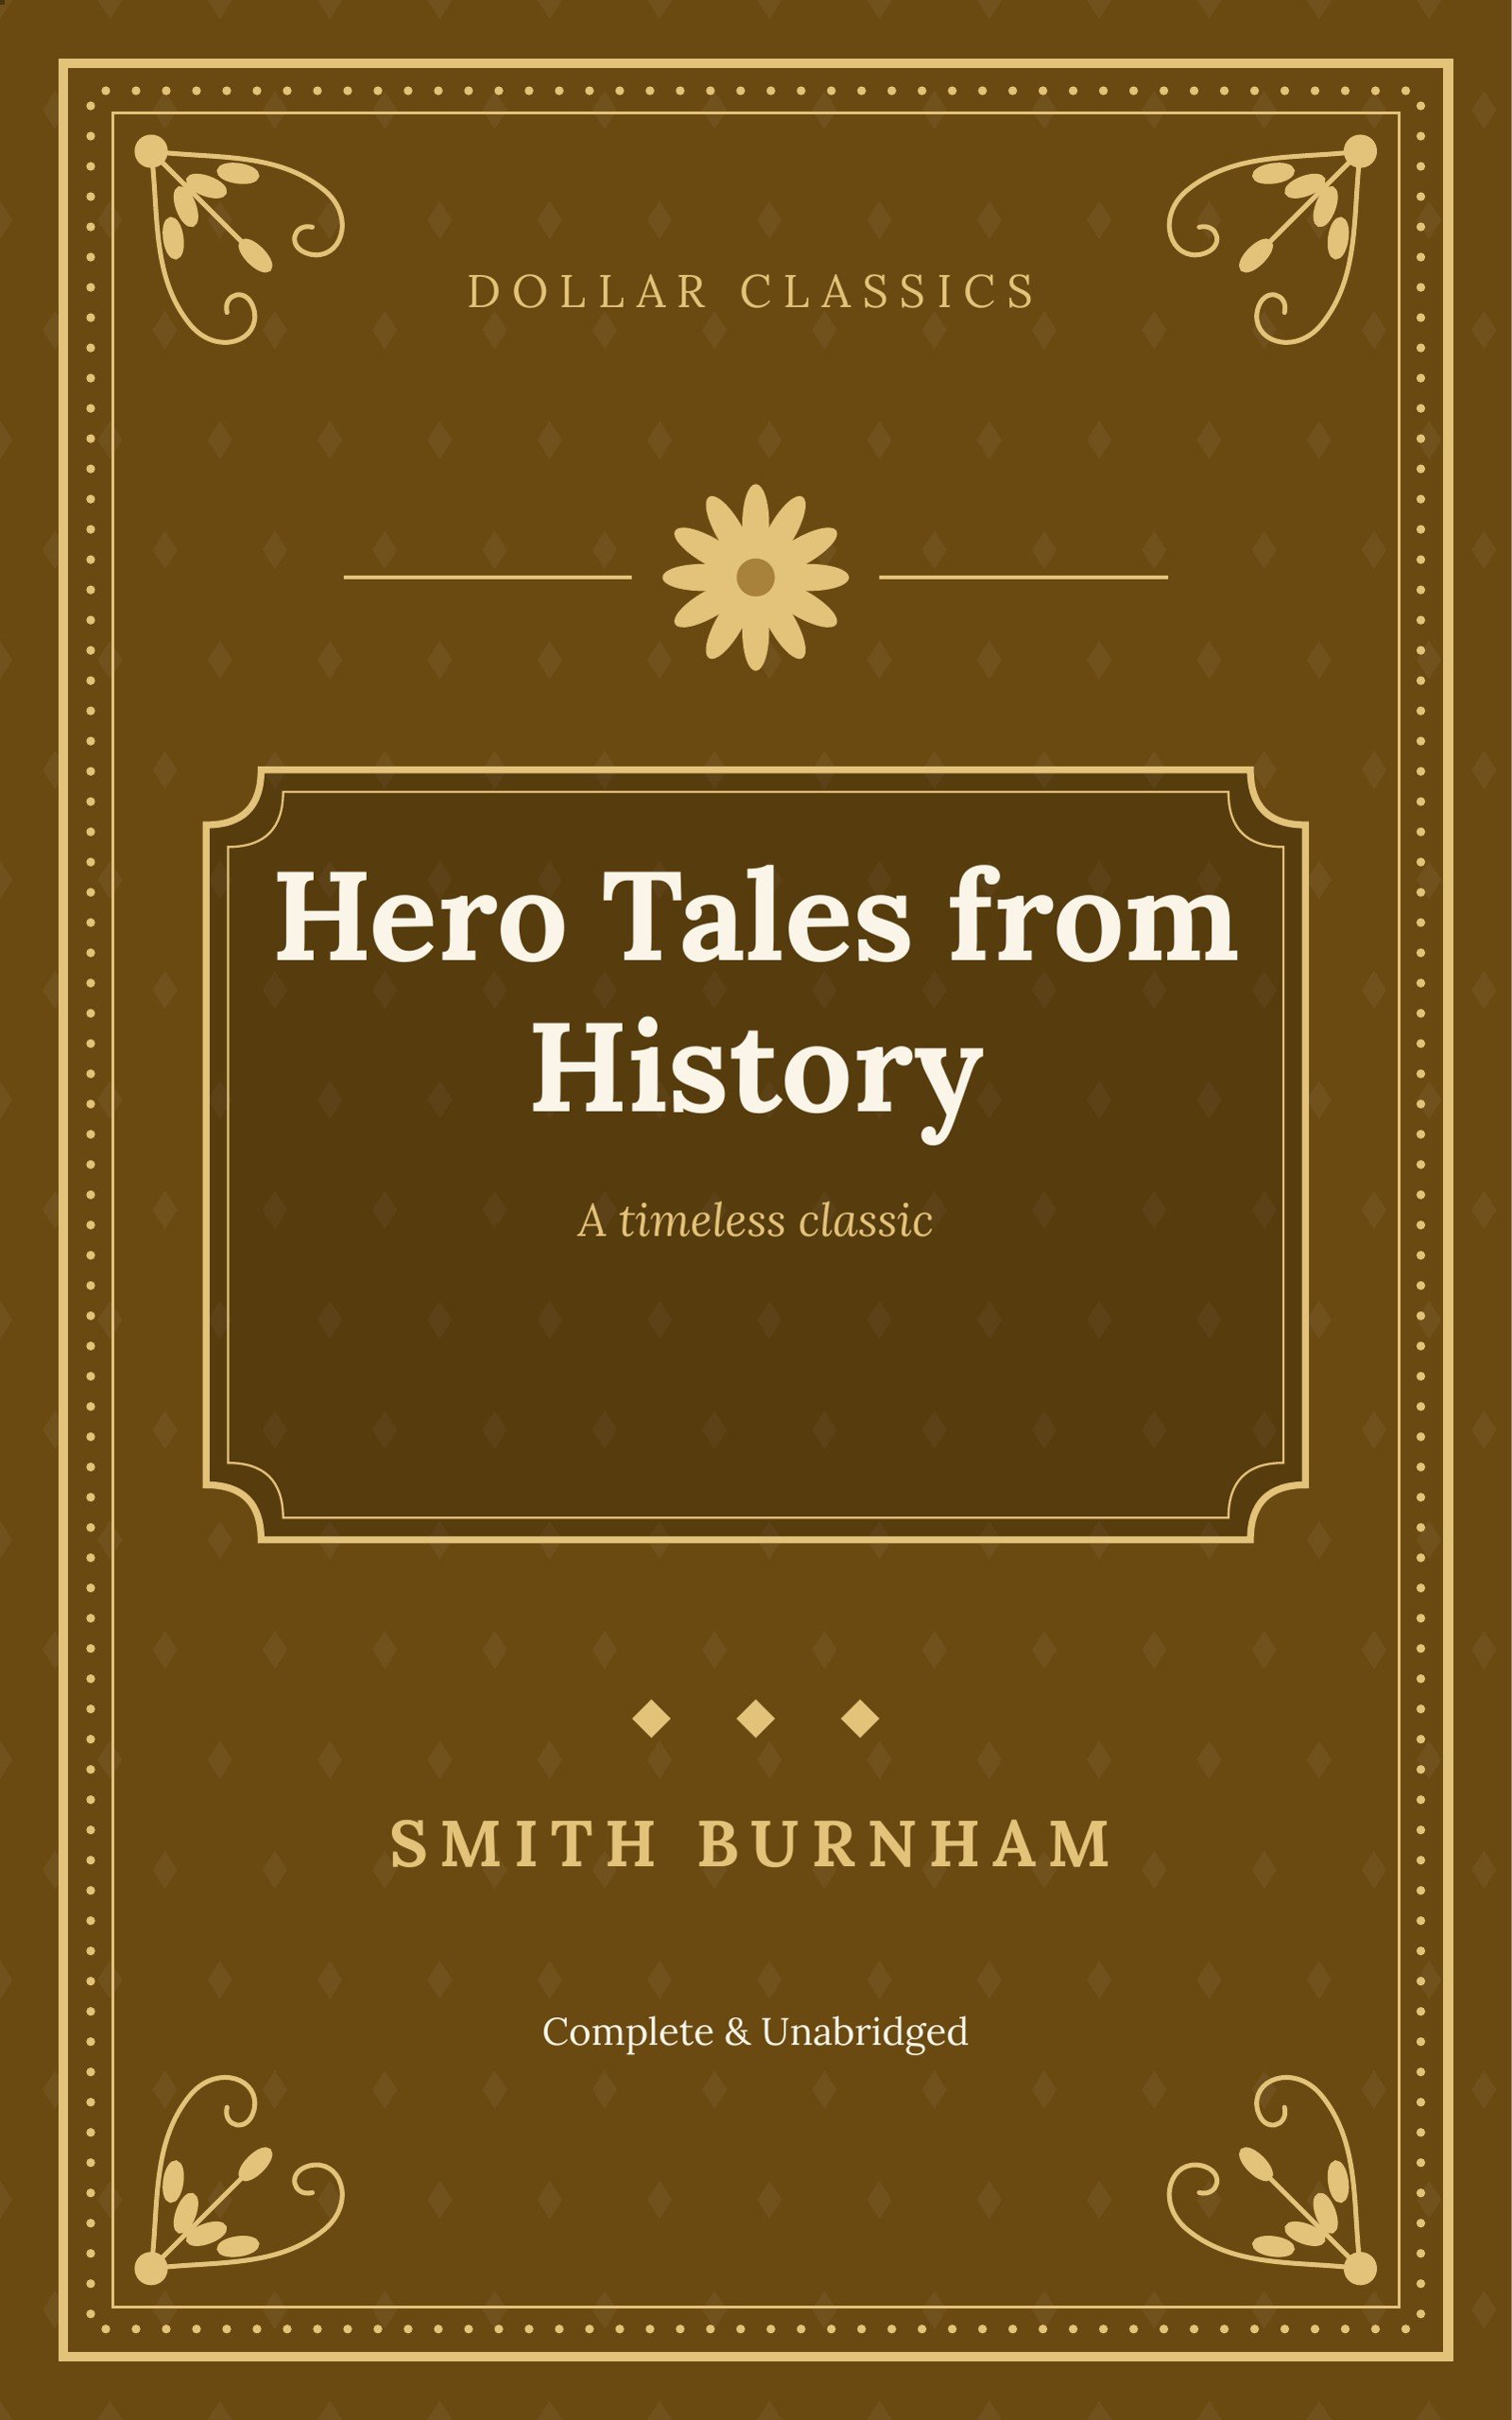 DOLLAR CLASSICS
Hero Tales from
History
A timeless classic
SMITH BURNHAM
Complete & Unabridged